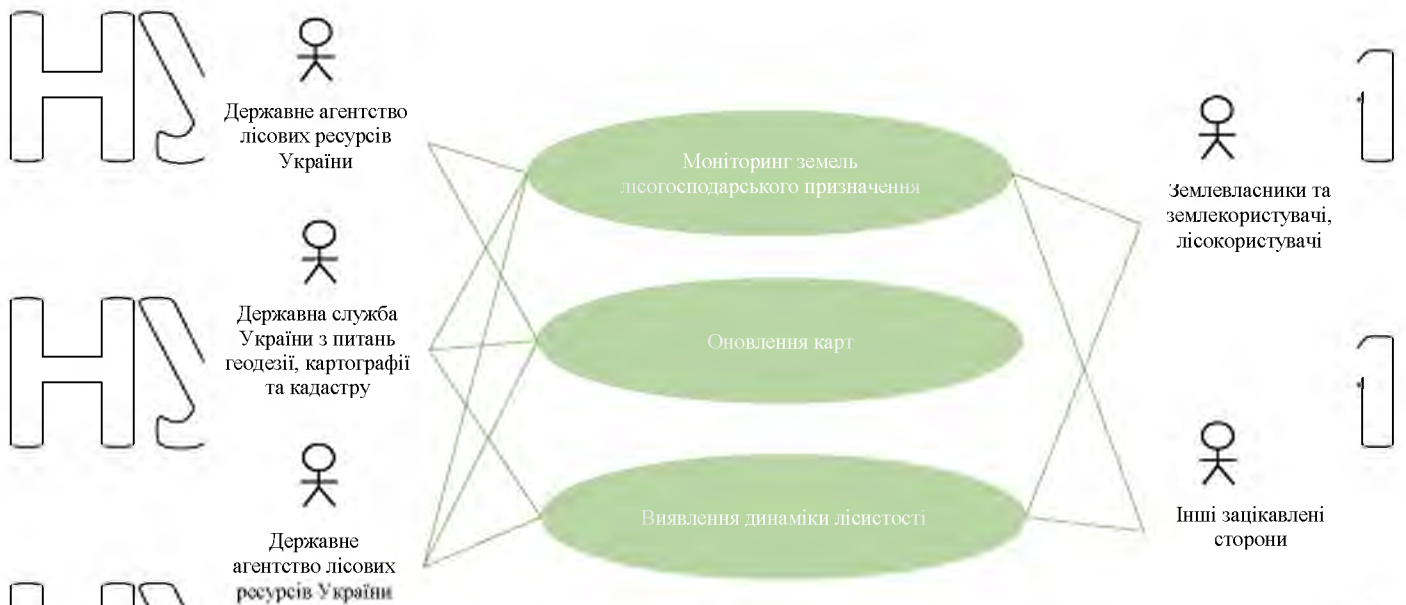 Державне агентство
лісових ресурсів
України
Державна служба
України з питань
геодезії, картографії
та кадастру
Державне
агентство лісових
ресурсів України
Моніторинг земель
лісогосподарського призначення
Оновлення карт
Виявлення динаміки лісистості
Землевласники та
землекористувачі,
лісокористувачі
Інші зацікавлені
сторони